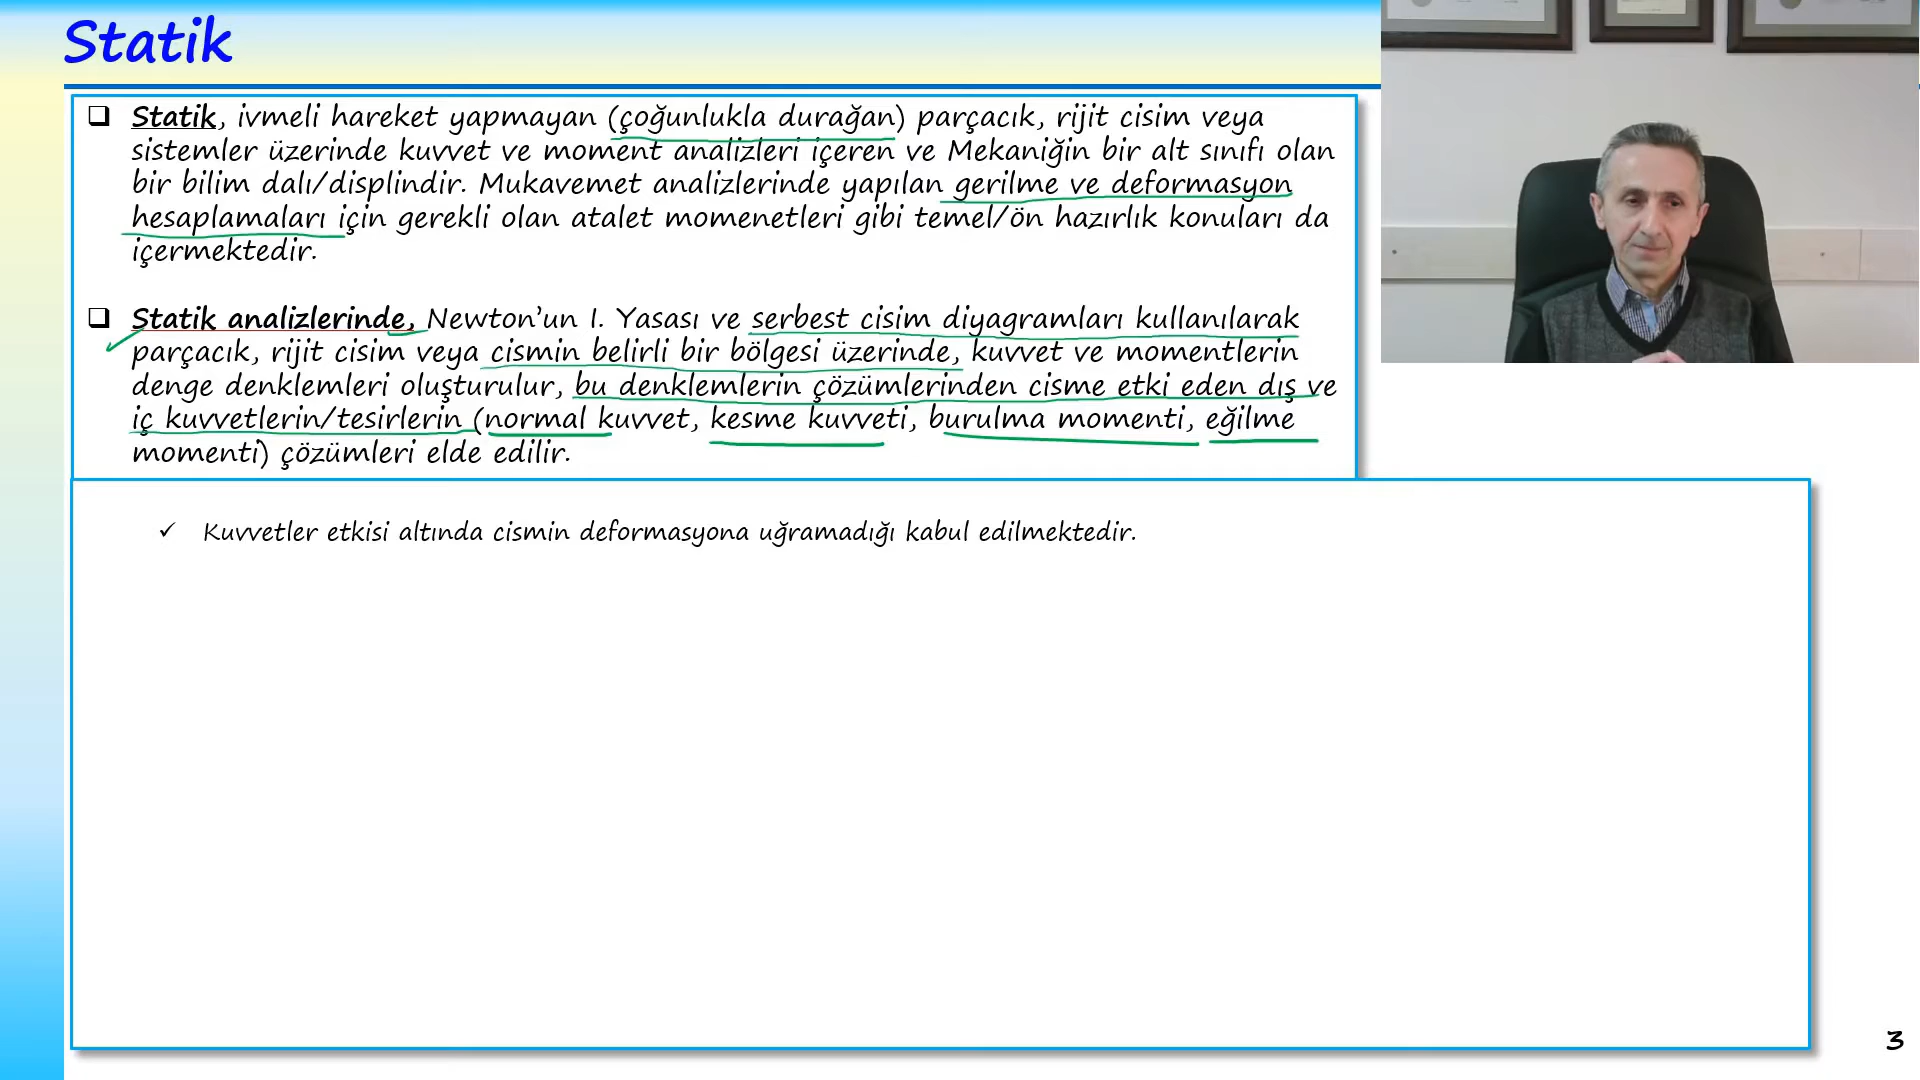 Statik
Statik, ivmeli hareket yapmayan (çoğunlukla durağan) parçacık, rijit cisim veya
sistemler üzerinde kuvvet ve moment analizleri içeren ve Mekaniğin bir alt sınıfı olan
bir bilim dalı/displindir. Mukavemet analizlerinde yapılan gerilme ve deformasyon
hesaplamaları için gerekli olan atalet momenetleri gibi temel/ön hazırlık konuları da
içermektedir.
Statik analizlerinde, Newton’un I. Yasası ve serbest cisim diyagramları kullanılarak
parçacık, rijit cisim veya cismin belirli bir bölgesi üzerinde, kuvvet ve momentlerin
denge denklemleri oluşturulur, bu denklemlerin çözümlerinden cisme etki eden dış ve
iç kuvvetlerin/tesirlerin (normal kuvvet, kesme kuvveti, burulma momenti, eğilme
momenti) çözümleri elde edilir.
✓ Kuvvetler etkisi altında cismin deformasyona uğramadığı kabul edilmektedir.
3